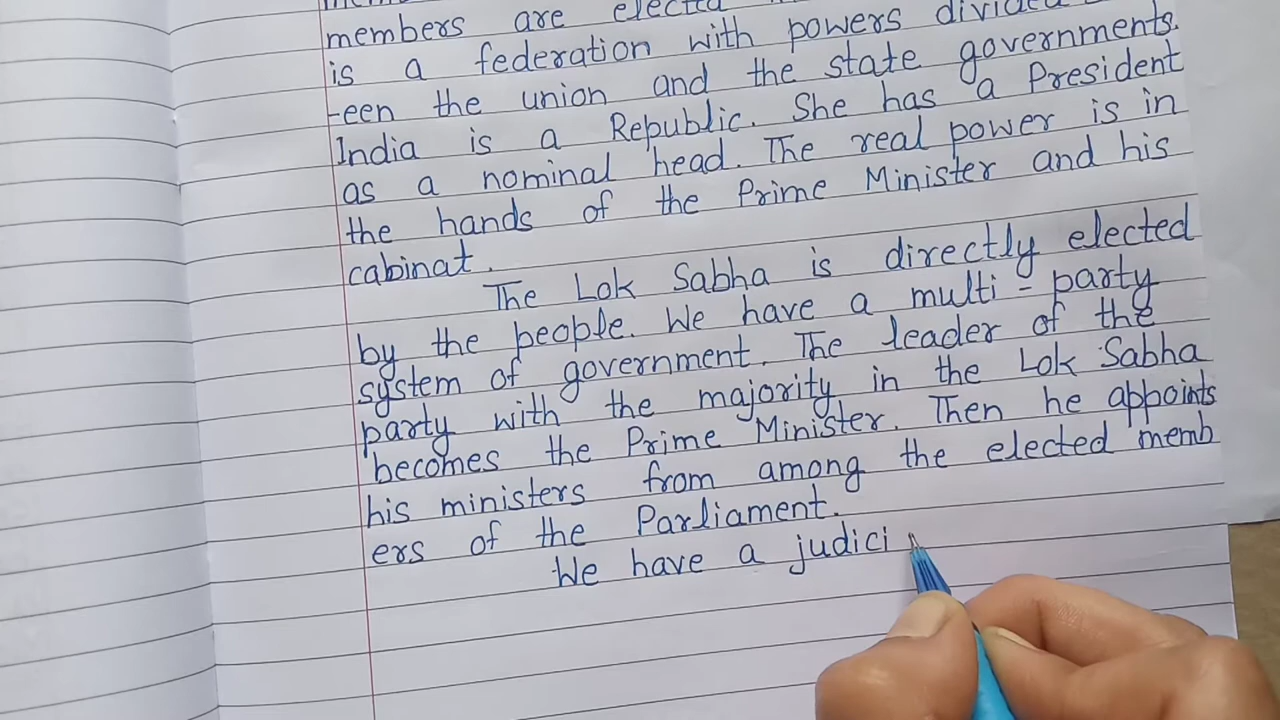 members are elected
is a federation with powers divided
-een the union and the state governments.
India is a Republic. She has a President
as a nominal head. The real power is in
the hands of the Prime Minister and his
cabinat.
The Lok Sabha is directly elected
by the people. We have a multi-party
system of government. The leader of the
party with the majority in the Lok Sabha
becomes the Prime Minister. Then he appoints
his ministers from among the elected memb
ers of the Parliament.
We have a judici